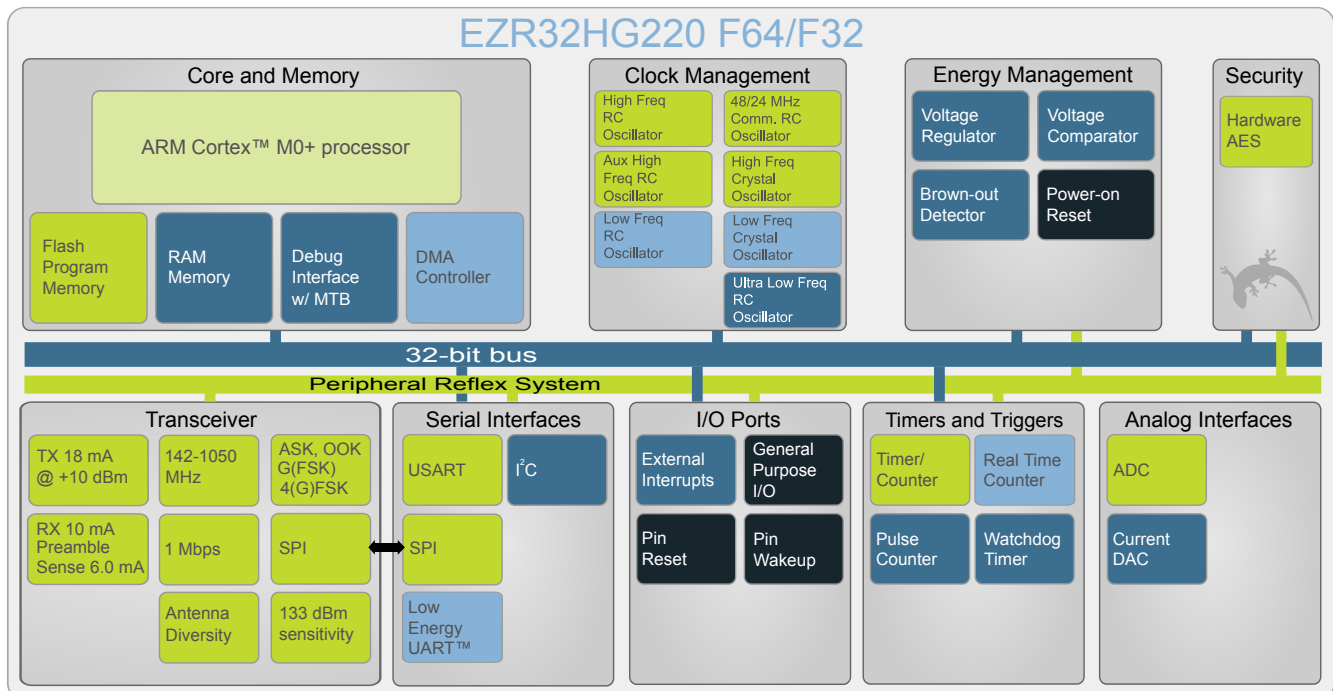 EZR32HG220 F64/F32
Core and Memory
ARM Cortex™ M0+ processor
Flash
Program
Memory
RAM
Memory
Debug
Interface
w/ MTB
DMA
Controller
Clock Management
High Freq
RC
Oscillator
48/24 MHz
Comm. RC
Oscillator
Aux High
Freq RC
Oscillator
High Freq
Crystal
Oscillator
Low Freq
RC
Oscillator
Low Freq
Crystal
Oscillator
Ultra Low Freq
RC
Oscillator
Energy Management
Voltage
Regulator
Voltage
Comparator
Brown-out
Detector
Power-on
Reset
Security
Hardware
AES
32-bit bus
Peripheral Reflex System
Transceiver
TX 18 mA
@ +10 dBm
142-1050
MHz
ASK, OOK
G(FSK)
4(G)FSK
RX 10 mA
Preamble
Sense 6.0 mA
1 Mbps
SPI
Antenna
Diversity
133 dBm
sensitivity
Serial Interfaces
USART
I²C
SPI
Low
Energy
UART™
I/O Ports
External
Interrupts
General
Purpose
I/O
Pin
Reset
Pin
Wakeup
Timers and Triggers
Timer/
Counter
Real Time
Counter
Pulse
Counter
Watchdog
Timer
Analog Interfaces
ADC
Current
DAC